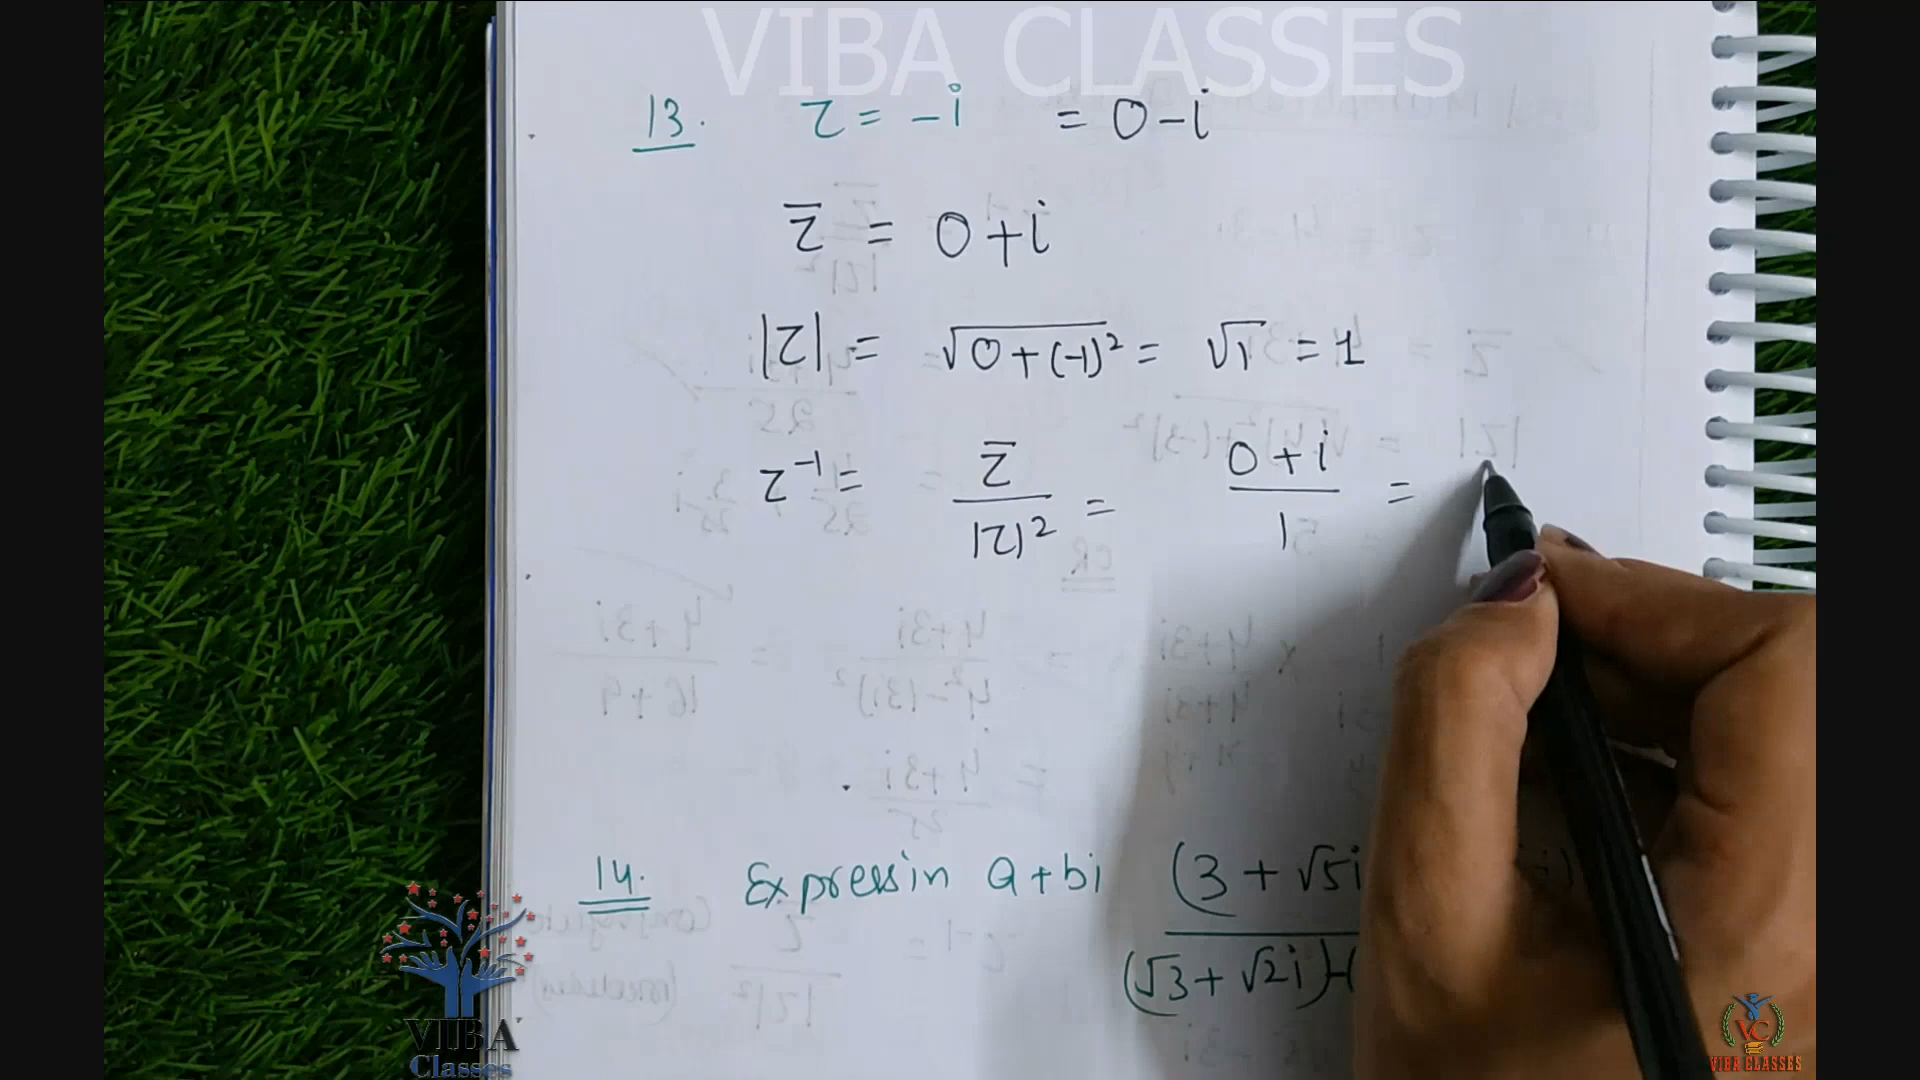 VIBA CLASSES
13. z = -i = 0-i
z̅ = 0+i
|z| = √0+(-1)² = √1 = 1
z⁻¹ = z̅/|z|² = 0+i/1 =
14. Express in a+bi (3+√5i
(√3+√2i)-(
VIBA
Classes
VC
VIBA CLASSES